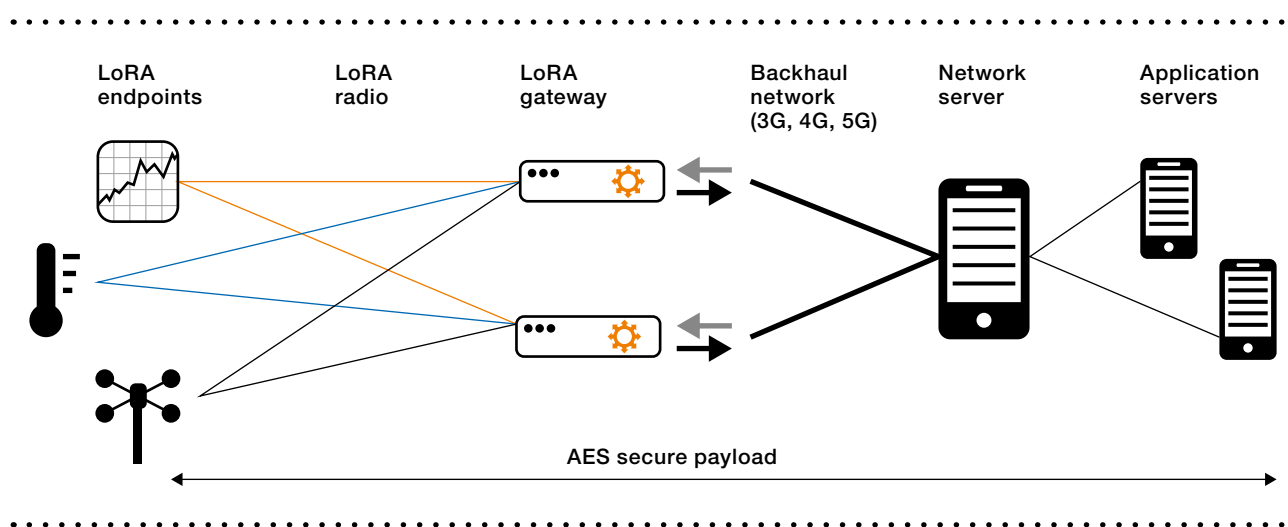 LoRA
endpoints
LoRA
radio
LoRA
gateway
Backhaul
network
(3G, 4G, 5G)
Network
server
Application
servers
AES secure payload